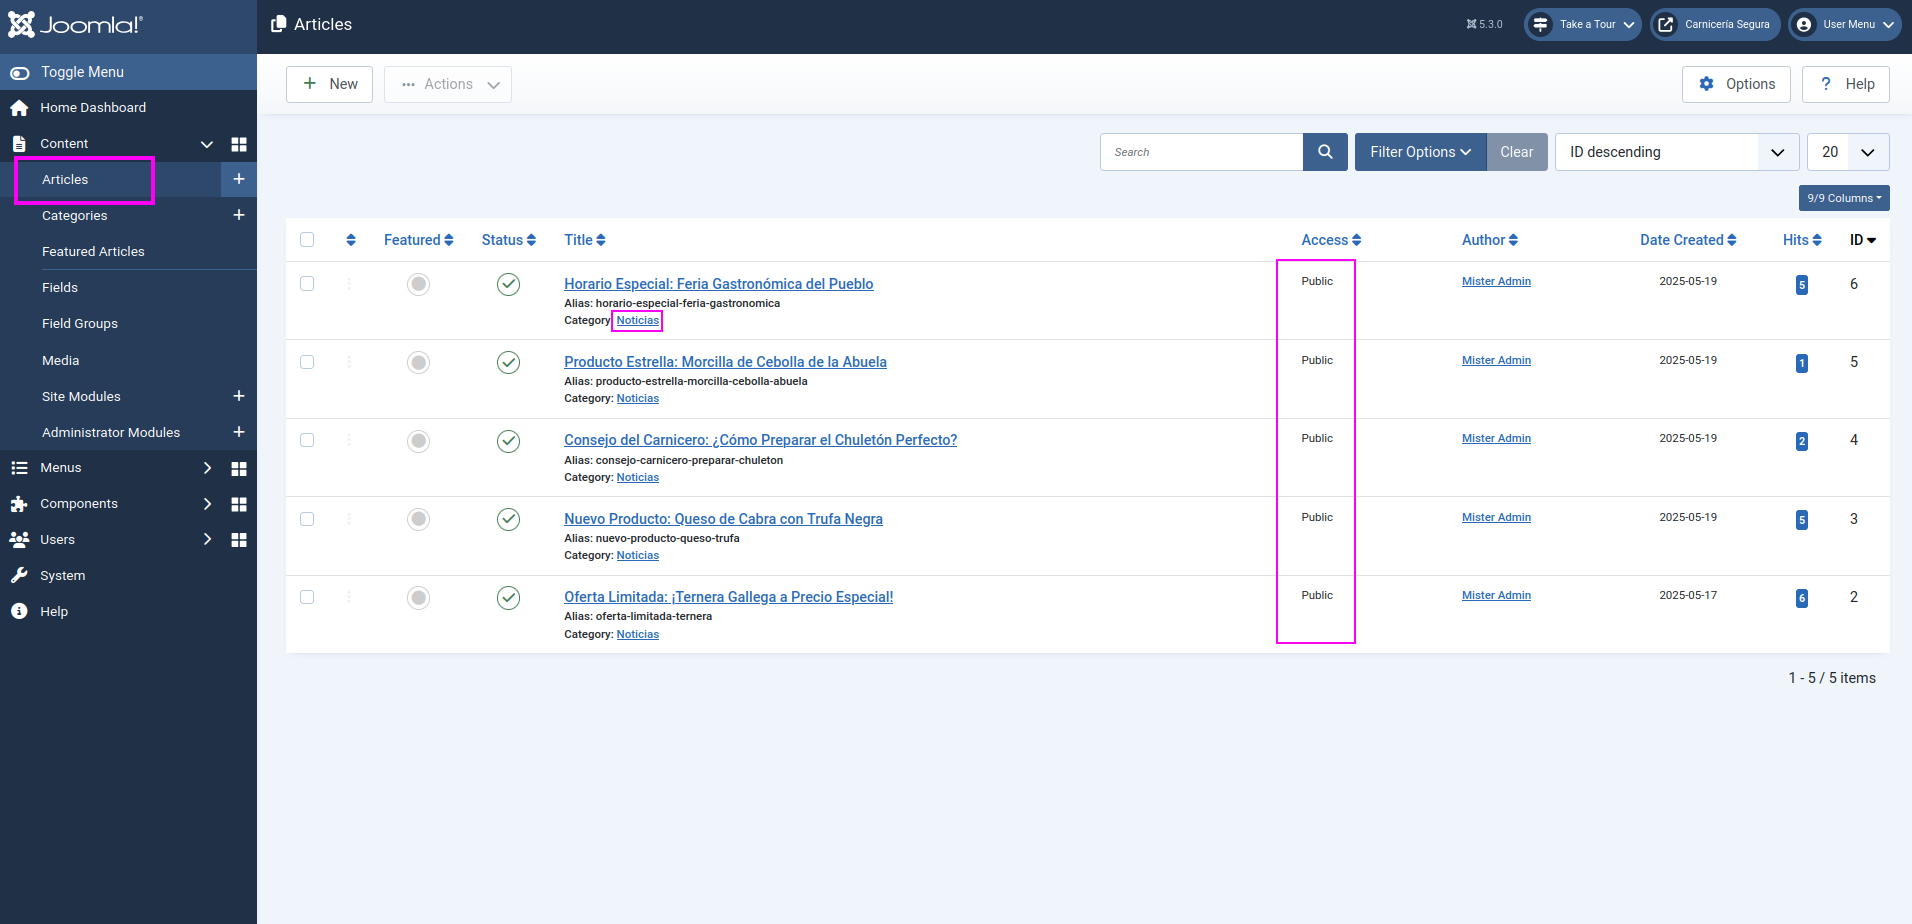 Joomla!
Articles
5.3.0
Take a Tour
Carnicería Segura
User Menu
Toggle Menu
Home Dashboard
Content
Articles
Categories
Featured Articles
Fields
Field Groups
Media
Site Modules
Administrator Modules
Menus
Components
Users
System
Help
New
Actions
Options
? Help
Search
Filter Options
Clear
ID descending
20
9/9 Columns
Featured Status Title Access Author Date Created Hits ID
Horario Especial: Feria Gastronómica del Pueblo Public Mister Admin 2025-05-19 5 6
Alias: horario-especial-feria-gastronomica
Category: Noticias
Producto Estrella: Morcilla de Cebolla de la Abuela Public Mister Admin 2025-05-19 1 5
Alias: producto-estrella-morcilla-cebolla-abuela
Category: Noticias
Consejo del Carnicero: ¿Cómo Preparar el Chuletón Perfecto? Public Mister Admin 2025-05-19 2 4
Alias: consejo-carnicero-preparar-chuleton
Category: Noticias
Nuevo Producto: Queso de Cabra con Trufa Negra Public Mister Admin 2025-05-19 5 3
Alias: nuevo-producto-queso-trufa
Category: Noticias
Oferta Limitada: ¡Ternera Gallega a Precio Especial! Public Mister Admin 2025-05-17 6 2
Alias: oferta-limitada-ternera
Category: Noticias
1 - 5 / 5 items